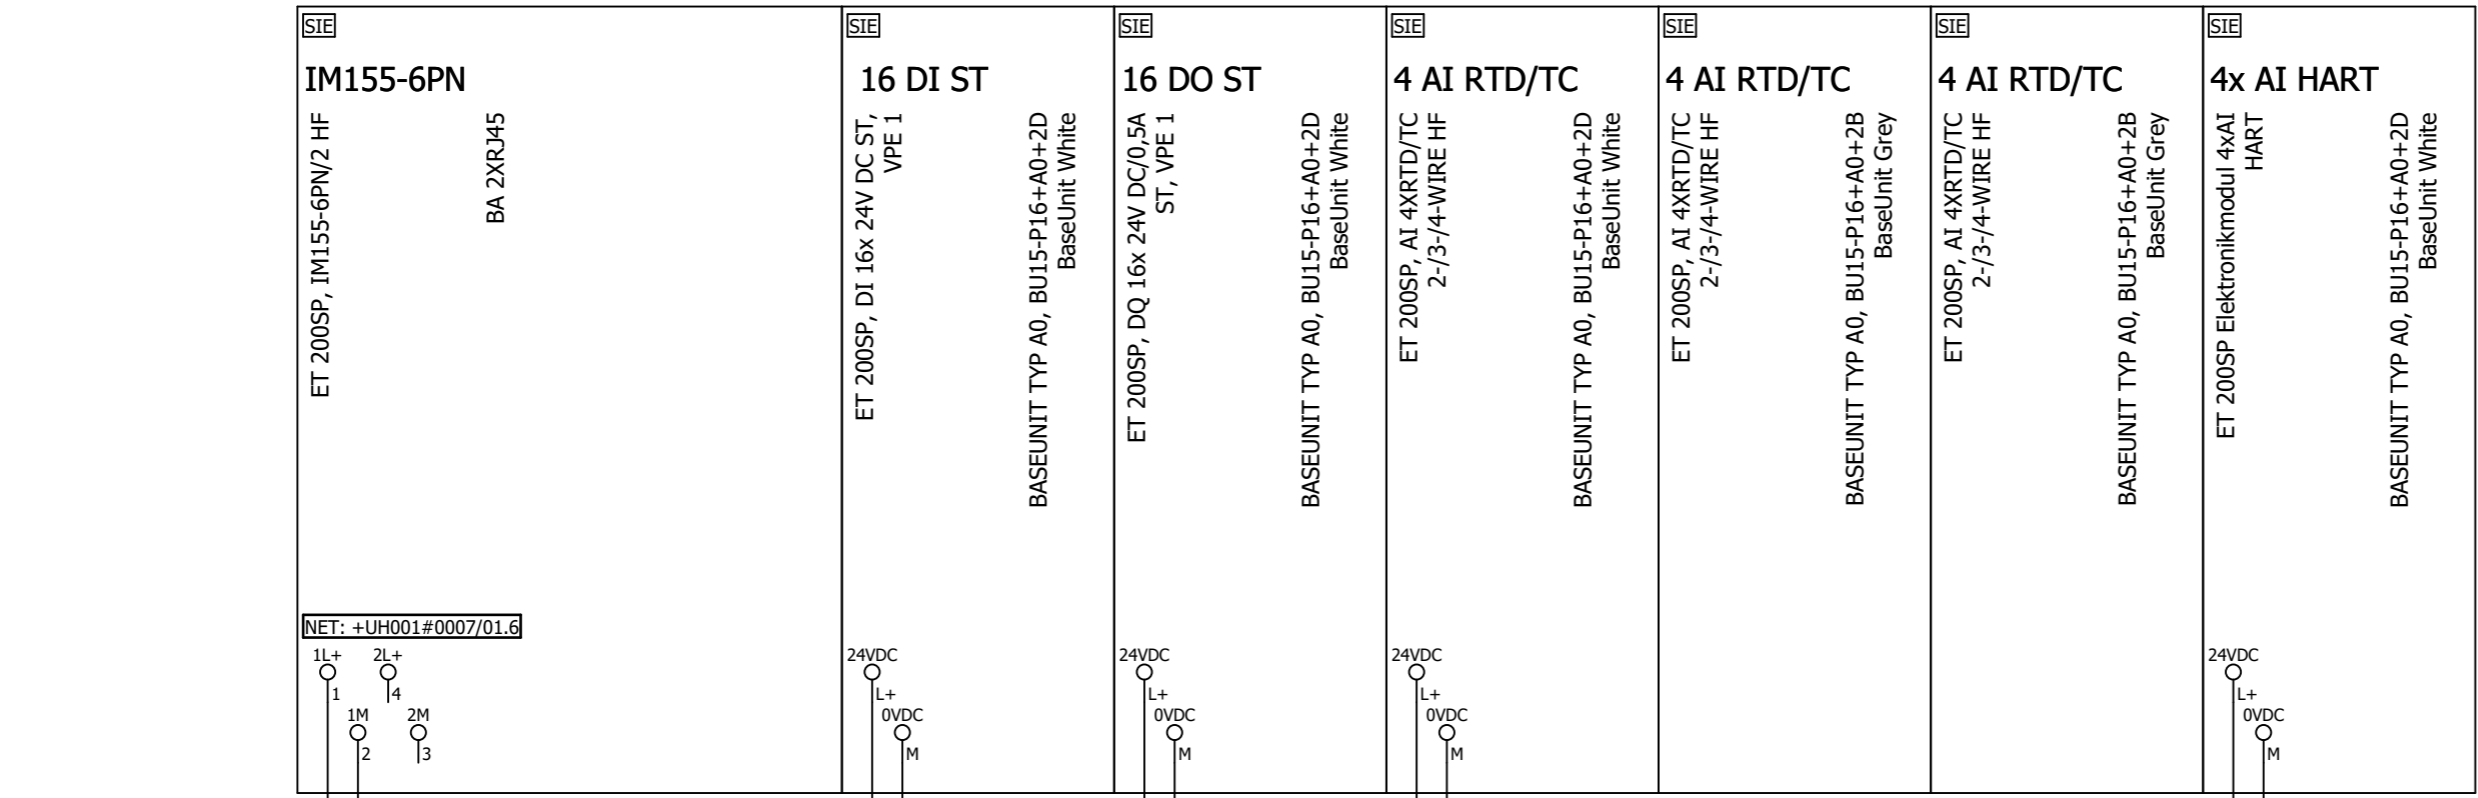 SIE
IM155-6PN
ET 200SP, IM155-6PN/2 HF
BA 2XRJ45
NET: +UH001#0007/01.6
1L+
2L+
1
4
1M
2M
2
3
SIE
16 DI ST
ET 200SP, DI 16x 24V DC ST,
VPE 1
BASEUNIT TYP A0, BU15-P16+A0+2D
BaseUnit White
24VDC
L+
0VDC
M
SIE
16 DO ST
ET 200SP, DQ 16x 24V DC/0,5A
ST, VPE 1
BASEUNIT TYP A0, BU15-P16+A0+2D
BaseUnit White
24VDC
L+
0VDC
M
SIE
4 AI RTD/TC
ET 200SP, AI 4XRTD/TC
2-/3-/4-WIRE HF
BASEUNIT TYP A0, BU15-P16+A0+2D
BaseUnit White
24VDC
L+
0VDC
M
SIE
4 AI RTD/TC
ET 200SP, AI 4XRTD/TC
2-/3-/4-WIRE HF
BASEUNIT TYP A0, BU15-P16+A0+2B
BaseUnit Grey
SIE
4 AI RTD/TC
ET 200SP, AI 4XRTD/TC
2-/3-/4-WIRE HF
BASEUNIT TYP A0, BU15-P16+A0+2B
BaseUnit Grey
SIE
4x AI HART
ET 200SP Elektronikmodul 4xAI
HART
BASEUNIT TYP A0, BU15-P16+A0+2D
BaseUnit White
24VDC
L+
0VDC
M